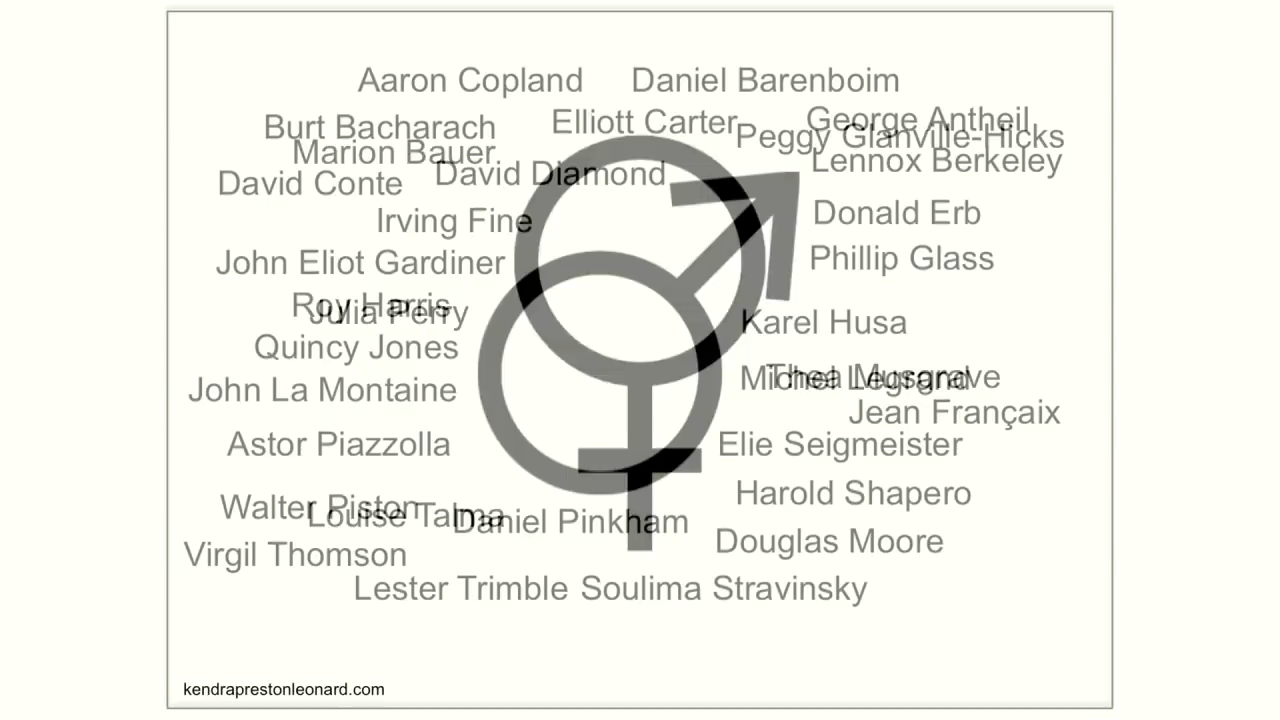 Aaron Copland
Daniel Barenboim
Burt Bacharach
Elliott Carter
George Antheil
Peggy Glanville-Hicks
Marion Bauer
Lennox Berkeley
David Conte
David Diamond
Irving Fine
Donald Erb
John Eliot Gardiner
Phillip Glass
Roy Harris
Julia Perry
Karel Husa
Quincy Jones
Michel Legrand
Thea Musgrave
John La Montaine
Jean Françaix
Astor Piazzolla
Elie Seigmeister
Harold Shapero
Walter Piston
Louise Talma
Daniel Pinkham
Douglas Moore
Virgil Thomson
Lester Trimble
Soulima Stravinsky
kendraprestonleonard.com